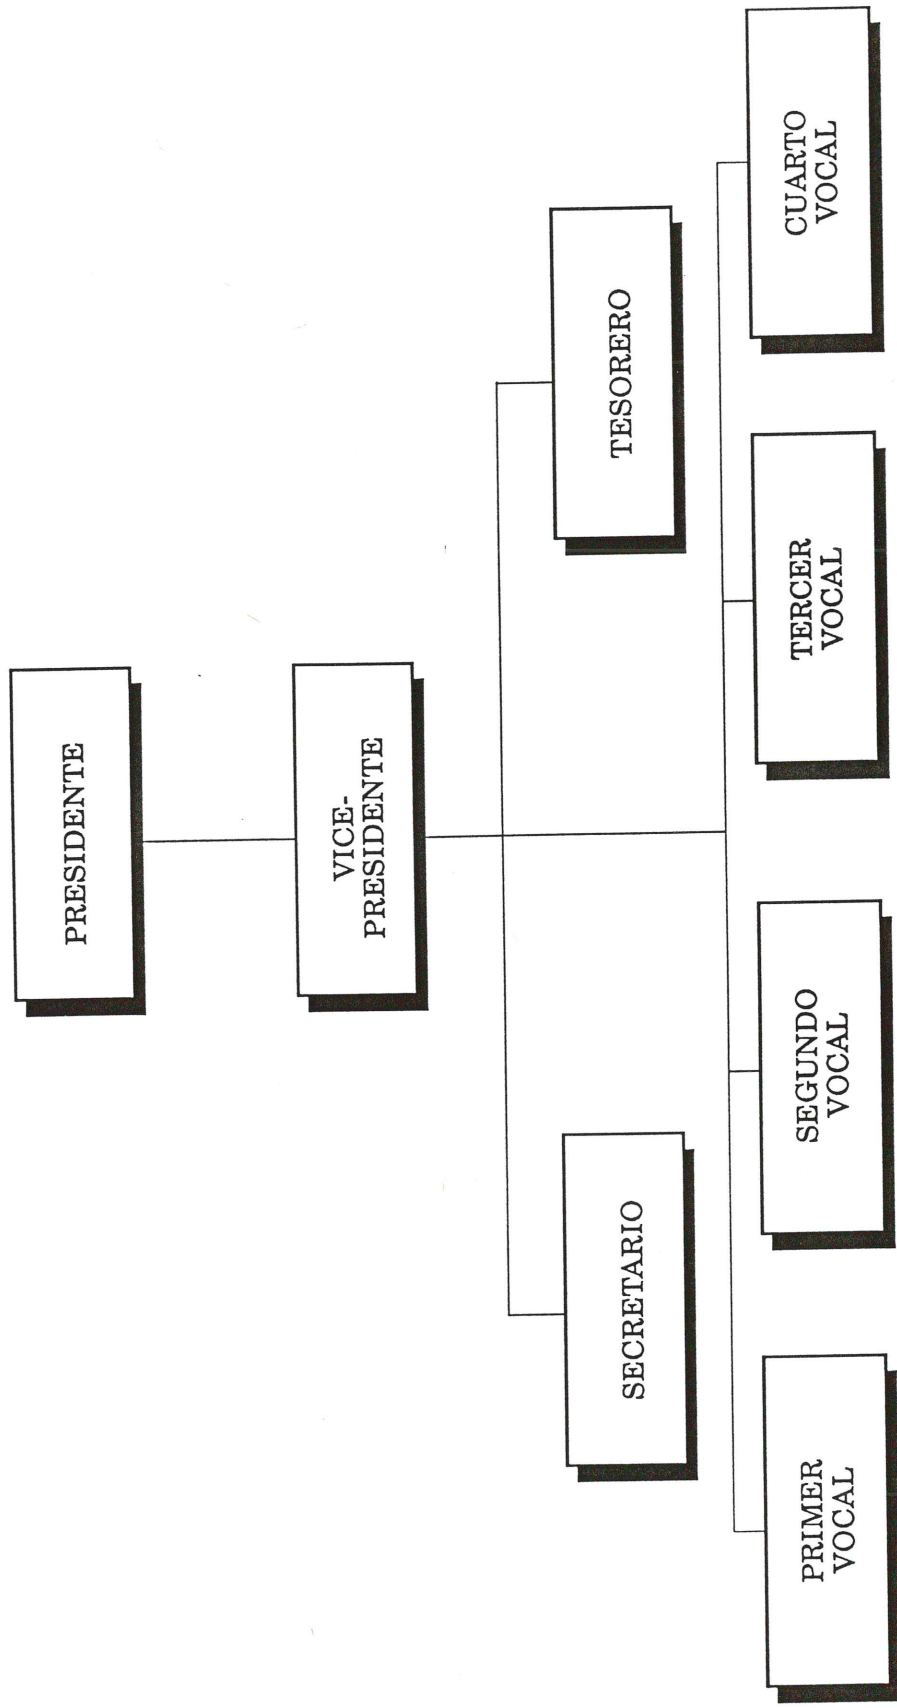 PRESIDENTE
VICE-
PRESIDENTE
SECRETARIO
TESORERO
PRIMER
VOCAL
SEGUNDO
VOCAL
TERCER
VOCAL
CUARTO
VOCAL